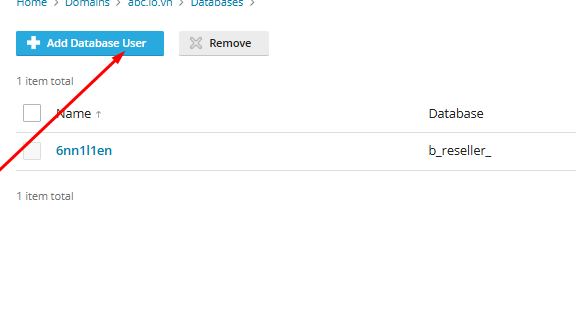 Home > Domains > abc.io.vn > Databases >
Add Database User
Remove
1 item total
Name ↑
Database
6nn1l1en
b_reseller_
1 item total